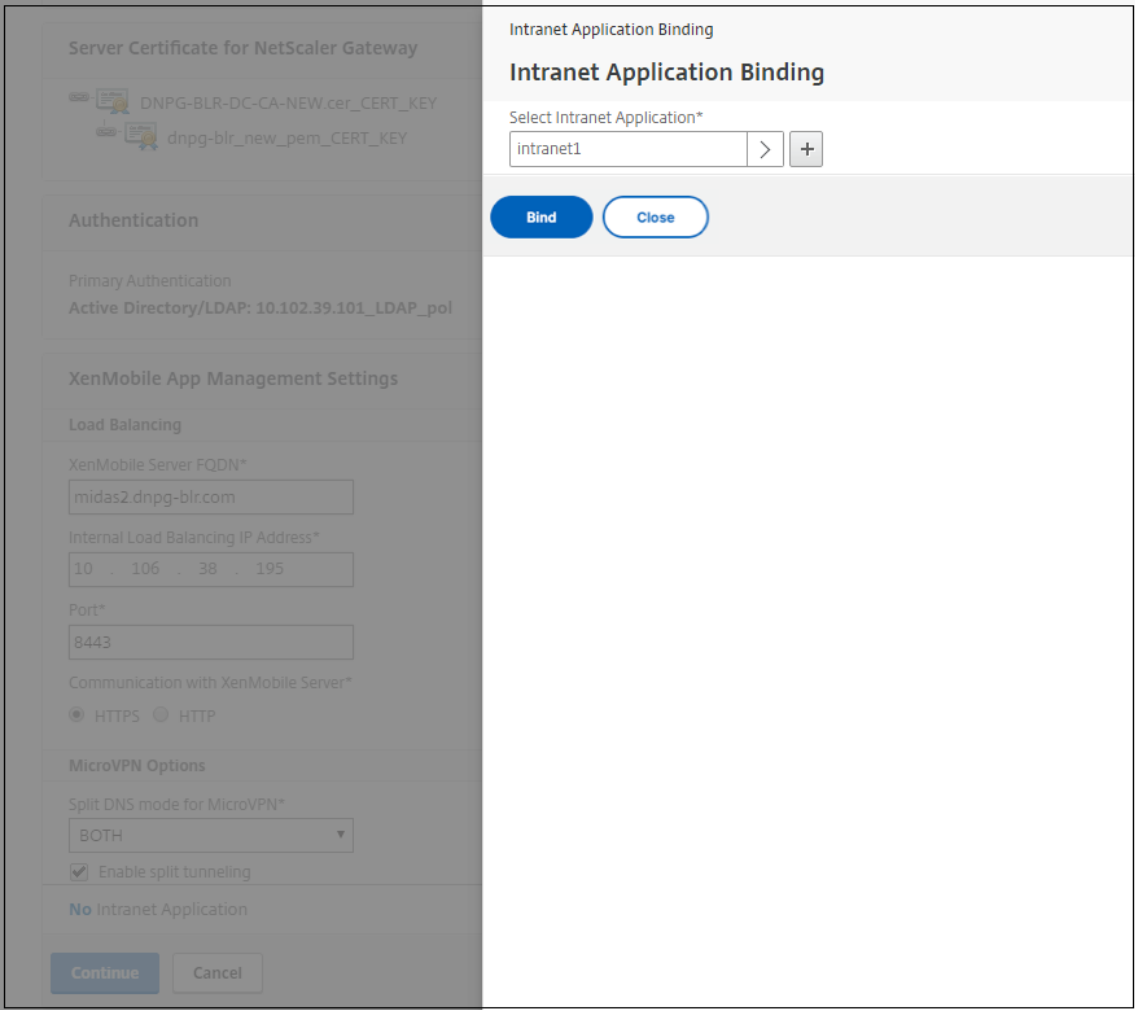 Server Certificate for NetScaler Gateway
DNPG-BLR-DC-CA-NEW.cer_CERT_KEY
dnpg-blr_new_pem_CERT_KEY
Authentication
Primary Authentication
Active Directory/LDAP: 10.102.39.101_LDAP_pol
XenMobile App Management Settings
Load Balancing
XenMobile Server FQDN*
midas2.dnpg-blr.com
Internal Load Balancing IP Address*
10 . 106 . 38 . 195
Port*
8443
Communication with XenMobile Server*
HTTPS HTTP
MicroVPN Options
Split DNS mode for MicroVPN*
BOTH
Enable split tunneling
No Intranet Application
Continue Cancel
Intranet Application Binding
Intranet Application Binding
Select Intranet Application*
intranet1
Bind Close